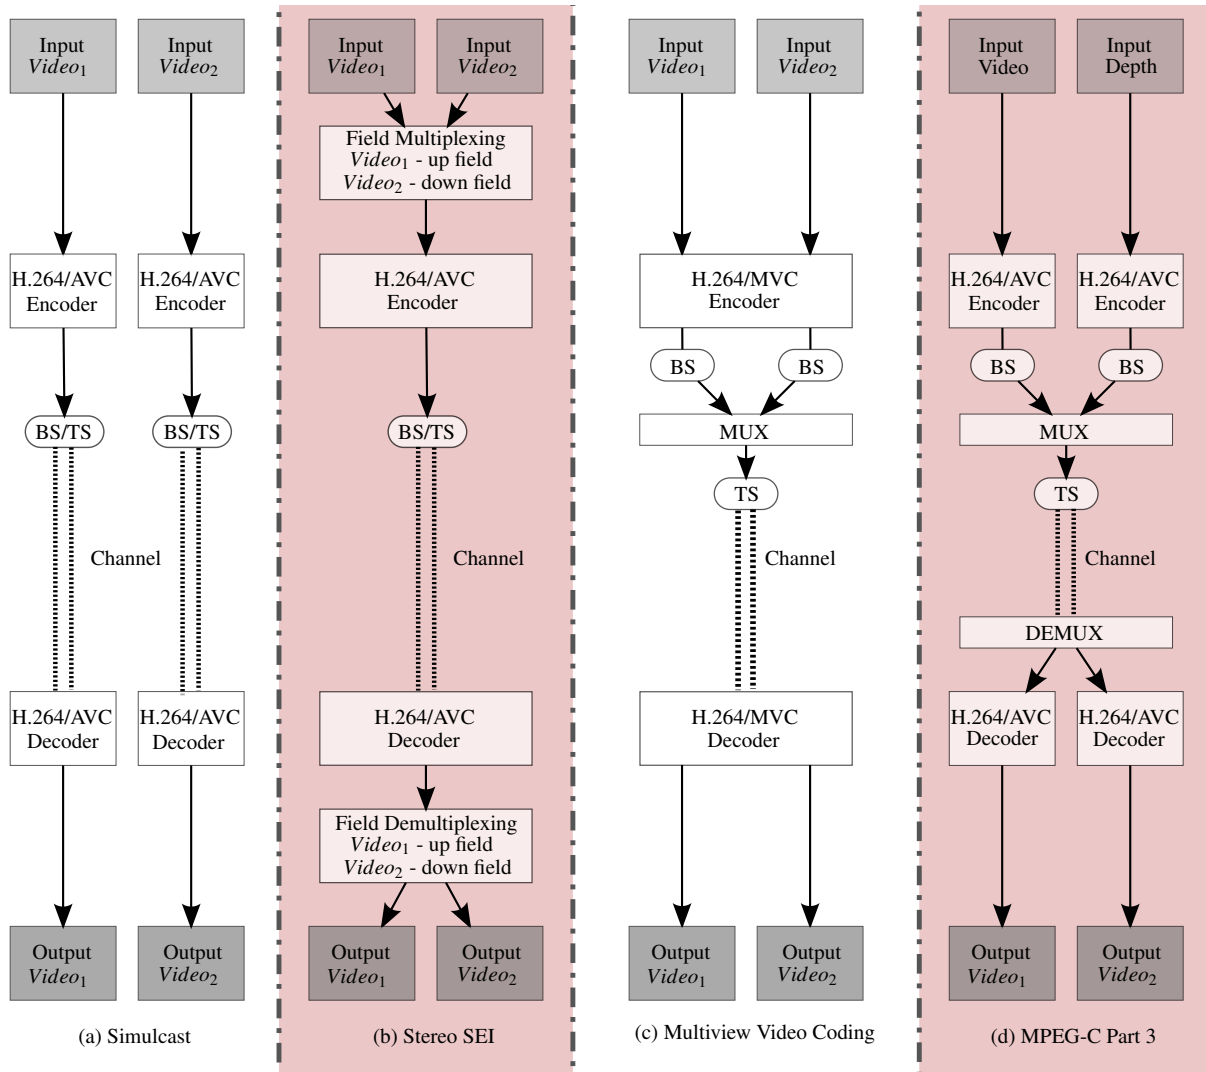 Input
Video1
Input
Video2
H.264/AVC
Encoder
H.264/AVC
Encoder
BS/TS
BS/TS
Channel
H.264/AVC
Decoder
H.264/AVC
Decoder
Output
Video1
Output
Video2
(a) Simulcast
Input
Video1
Input
Video2
Field Multiplexing
Video1 - up field
Video2 - down field
H.264/AVC
Encoder
BS/TS
Channel
H.264/AVC
Decoder
Field Demultiplexing
Video1 - up field
Video2 - down field
Output
Video1
Output
Video2
(b) Stereo SEI
Input
Video1
Input
Video2
H.264/MVC
Encoder
BS
BS
MUX
TS
Channel
H.264/MVC
Decoder
Output
Video1
Output
Video2
(c) Multiview Video Coding
Input
Video
Input
Depth
H.264/AVC
Encoder
H.264/AVC
Encoder
BS
BS
MUX
TS
Channel
DEMUX
H.264/AVC
Decoder
H.264/AVC
Decoder
Output
Video1
Output
Video2
(d) MPEG-C Part 3